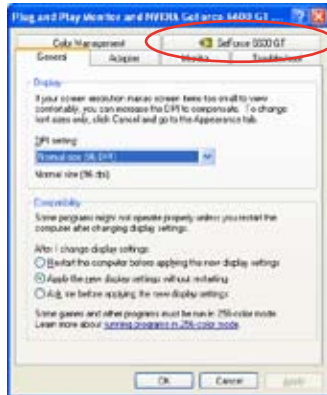 Plug and Play Monitor and NVIDIA GeForce 6600 GT ...
Color Management
GeForce 6600 GT
General
Adapter
Monitor
Troubleshoot
Display
If your screen resolution makes screen items too small to view
comfortably, you can increase the DPI to compensate. To change
font sizes only, click Cancel and go to the Appearance tab.
DPI setting:
Normal size (96 DPI)
Normal size (96 dpi)
Compatibility
Some programs might not operate properly unless you restart the
computer after changing display settings.
After I change display settings:
Restart the computer before applying the new display settings
Apply the new display settings without restarting
Ask me before applying the new display settings
Some games and other programs must be run in 256-color mode.
Learn more about running programs in 256-color mode.
OK
Cancel
Apply